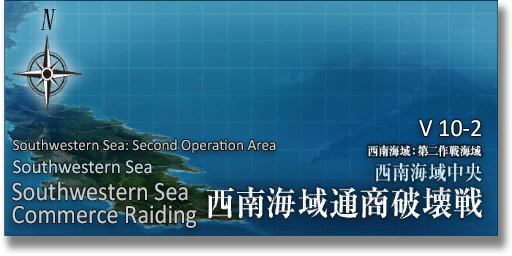 N
V 10-2
Southwestern Sea: Second Operation Area
西南海域:第二作戦海域
Southwestern Sea
西南海域中央
Southwestern Sea
Commerce Raiding
西南海域通商破壊戦